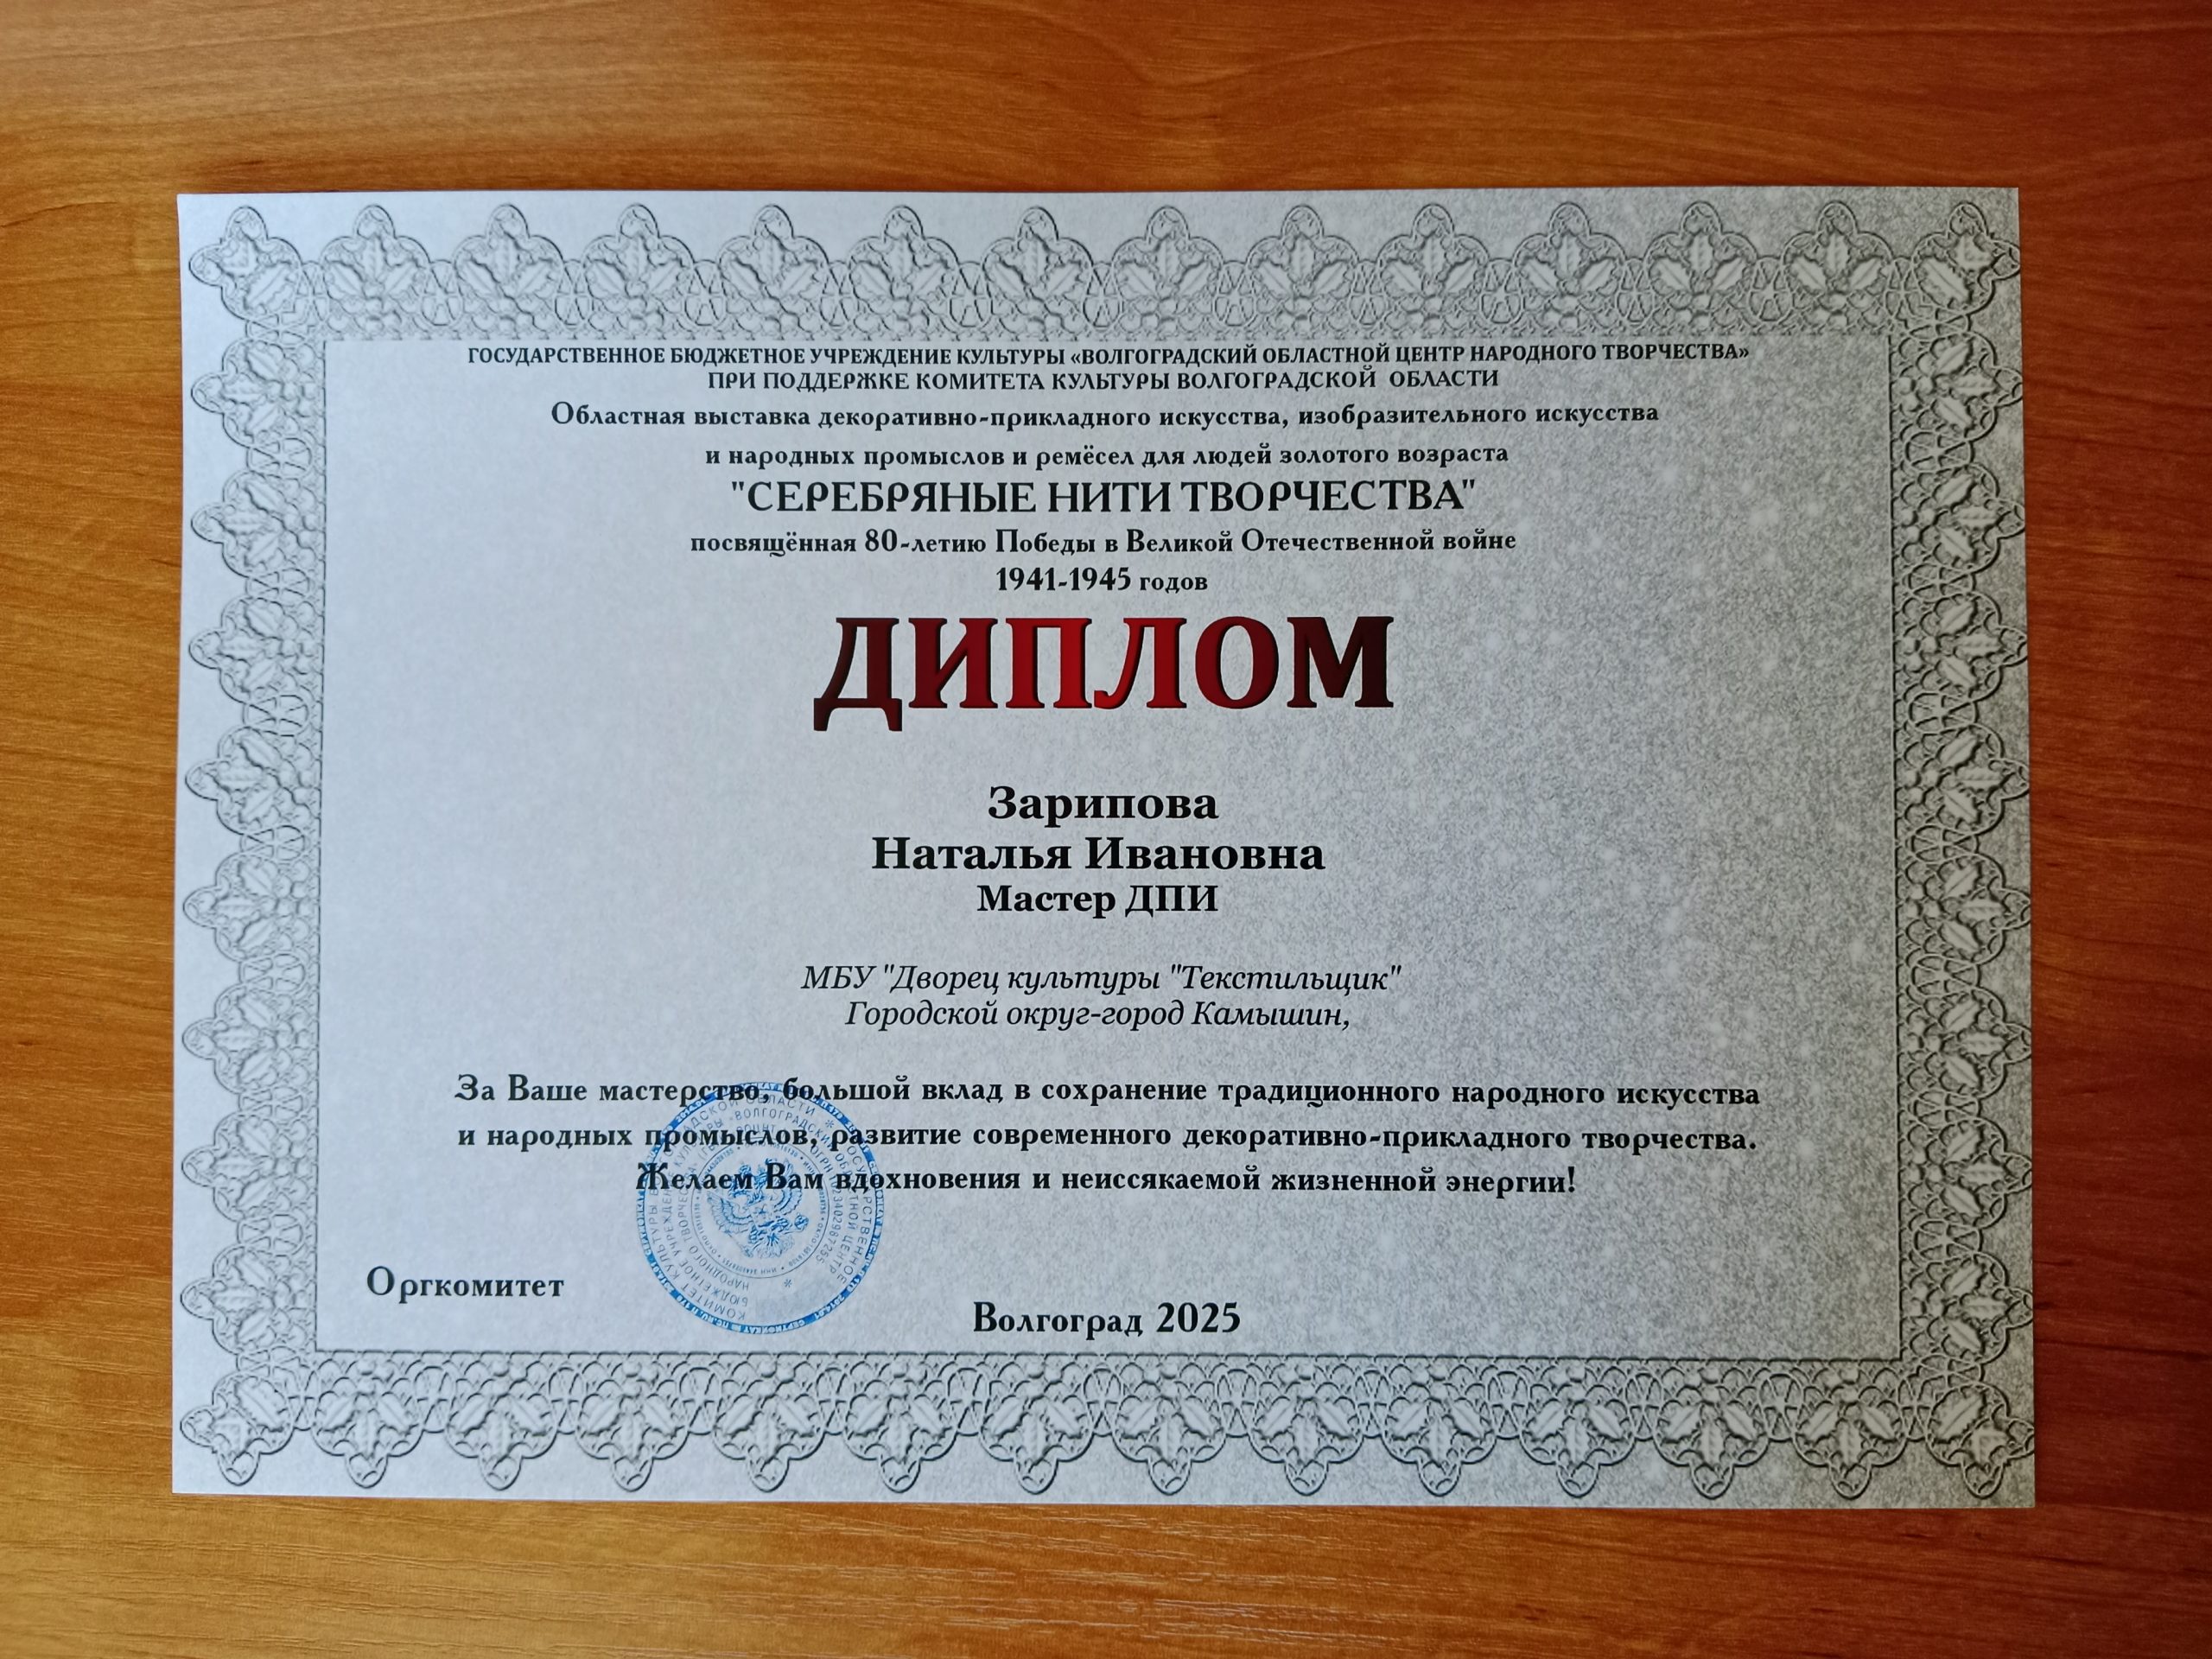 ГОСУДАРСТВЕННОЕ БЮДЖЕТНОЕ УЧРЕЖДЕНИЕ КУЛЬТУРЫ «ВОЛГОГРАДСКИЙ ОБЛАСТНОЙ ЦЕНТР НАРОДНОГО ТВОРЧЕСТВА»
ПРИ ПОДДЕРЖКЕ КОМИТЕТА КУЛЬТУРЫ ВОЛГОГРАДСКОЙ ОБЛАСТИ
Областная выставка декоративно-прикладного искусства, изобразительного искусства
и народных промыслов и ремёсел для людей золотого возраста
"СЕРЕБРЯНЫЕ НИТИ ТВОРЧЕСТВА"
посвящённая 80-летию Победы в Великой Отечественной войне
1941-1945 годов
ДИПЛОМ
Зарипова
Наталья Ивановна
Мастер ДПИ
МБУ "Дворец культуры "Текстильщик"
Городской округ-город Камышин,
За Ваше мастерство, большой вклад в сохранение традиционного народного искусства
и народных промыслов, развитие современного декоративно-прикладного творчества.
Желаем Вам вдохновения и неиссякаемой жизненной энергии!
Оргкомитет
Волгоград 2025